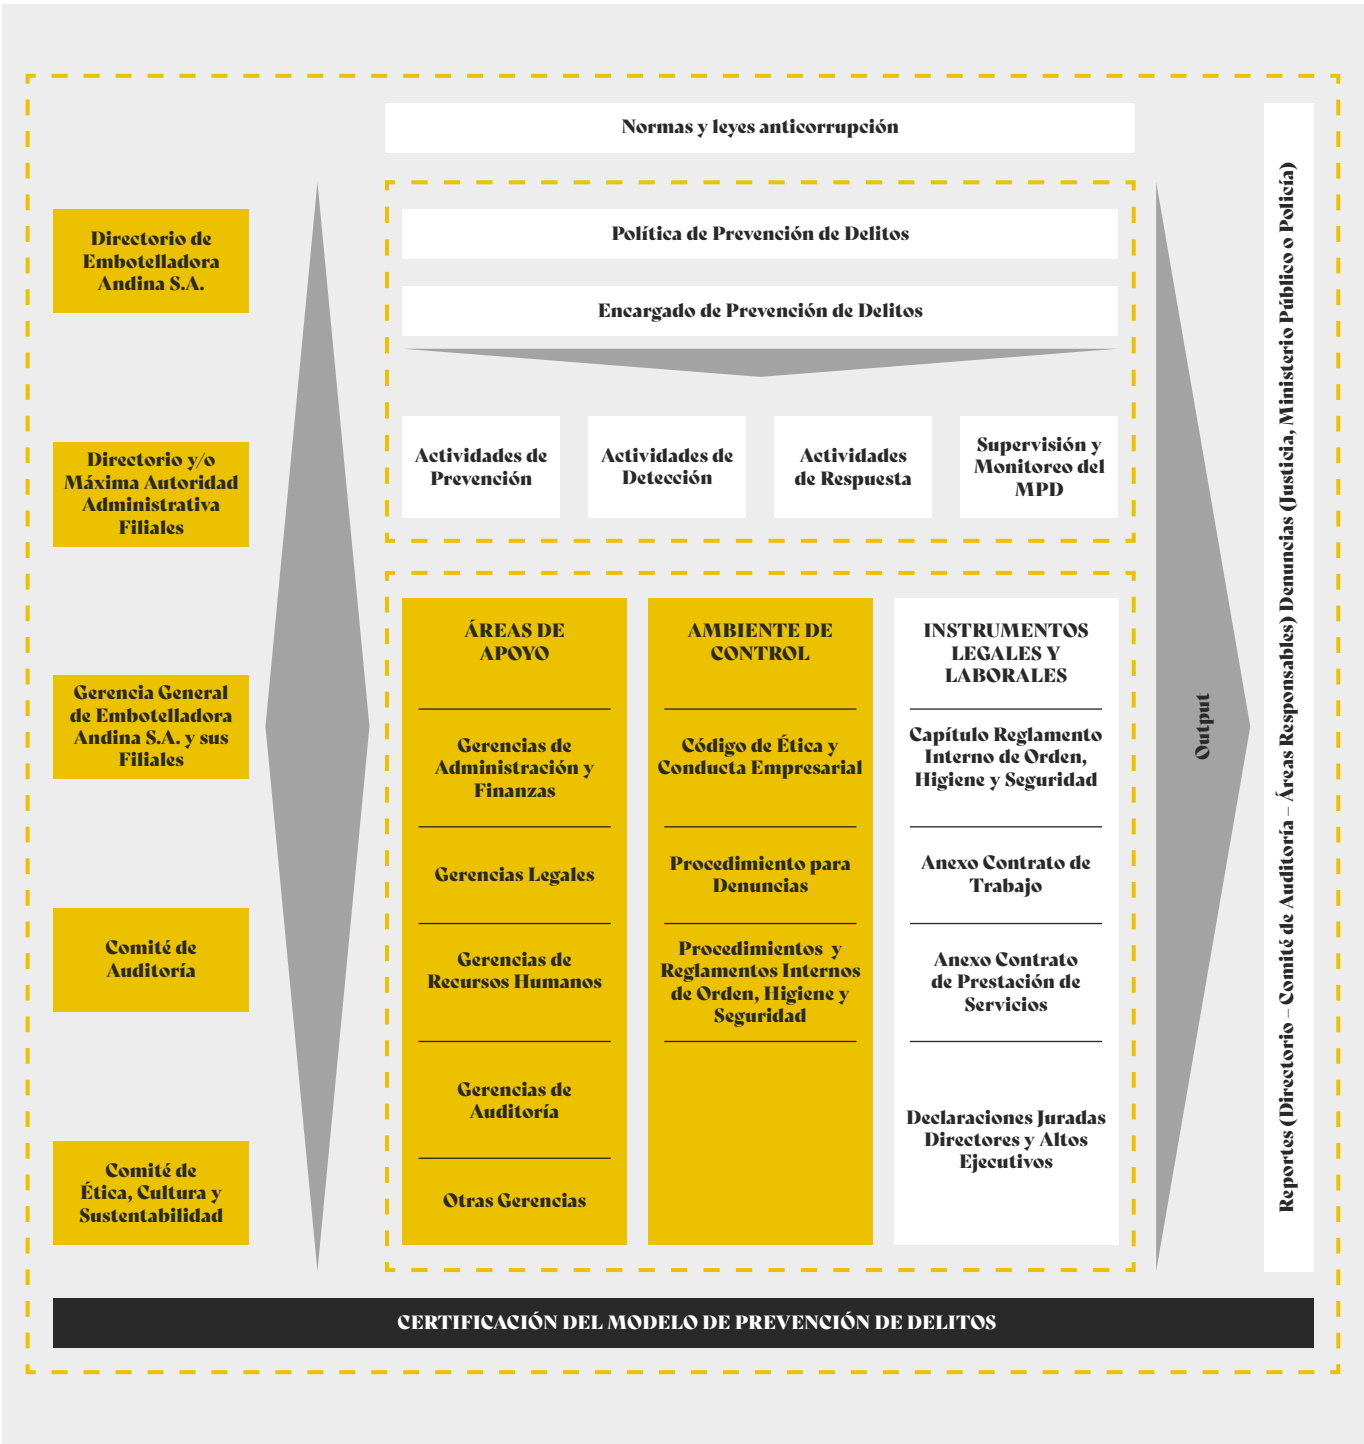 Normas y leyes anticorrupción
Directorio de
Embotelladora
Andina S.A.
Directorio y/o
Máxima Autoridad
Administrativa
Filiales
Gerencia General
de Embotelladora
Andina S.A. y sus
Filiales
Comité de
Auditoría
Comité de
Ética, Cultura y
Sustentabilidad
Política de Prevención de Delitos
Encargado de Prevención de Delitos
Actividades de
Prevención
Actividades de
Detección
Actividades
de Respuesta
Supervisión y
Monitoreo del
MPD
ÁREAS DE
APOYO
Gerencias de
Administración y
Finanzas
Gerencias Legales
Gerencias de
Recursos Humanos
Gerencias de
Auditoría
Otras Gerencias
AMBIENTE DE
CONTROL
Código de Ética y
Conducta Empresarial
Procedimiento para
Denuncias
Procedimientos y
Reglamentos Internos
de Orden, Higiene y
Seguridad
INSTRUMENTOS
LEGALES Y
LABORALES
Capítulo Reglamento
Interno de Orden,
Higiene y Seguridad
Anexo Contrato de
Trabajo
Anexo Contrato
de Prestación de
Servicios
Declaraciones Juradas
Directores y Altos
Ejecutivos
Output
Reportes (Directorio – Comité de Auditoría – Áreas Responsables) Denuncias (Justicia, Ministerio Público o Policía)
CERTIFICACIÓN DEL MODELO DE PREVENCIÓN DE DELITOS